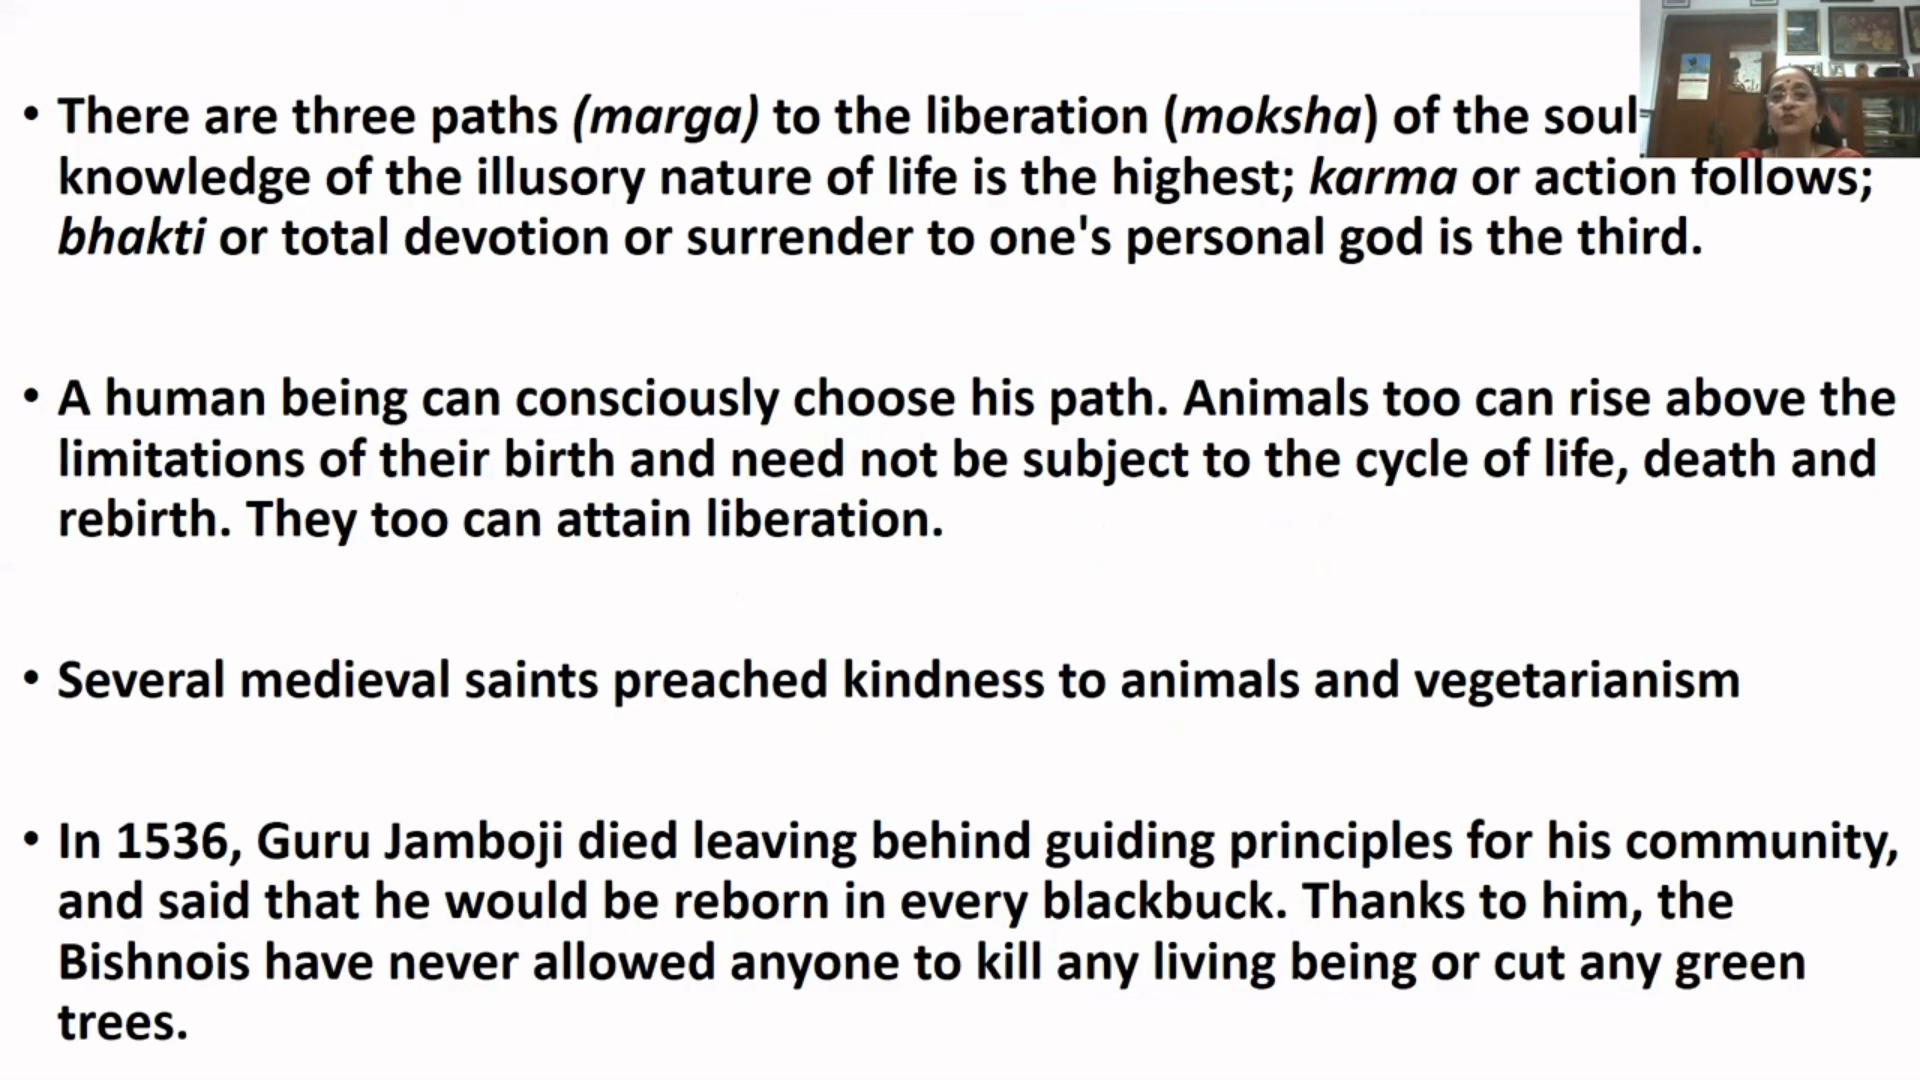 • There are three paths (marga) to the liberation (moksha) of the soul
knowledge of the illusory nature of life is the highest; karma or action follows;
bhakti or total devotion or surrender to one's personal god is the third.
• A human being can consciously choose his path. Animals too can rise above the
limitations of their birth and need not be subject to the cycle of life, death and
rebirth. They too can attain liberation.
• Several medieval saints preached kindness to animals and vegetarianism
• In 1536, Guru Jamboji died leaving behind guiding principles for his community,
and said that he would be reborn in every blackbuck. Thanks to him, the
Bishnois have never allowed anyone to kill any living being or cut any green
trees.